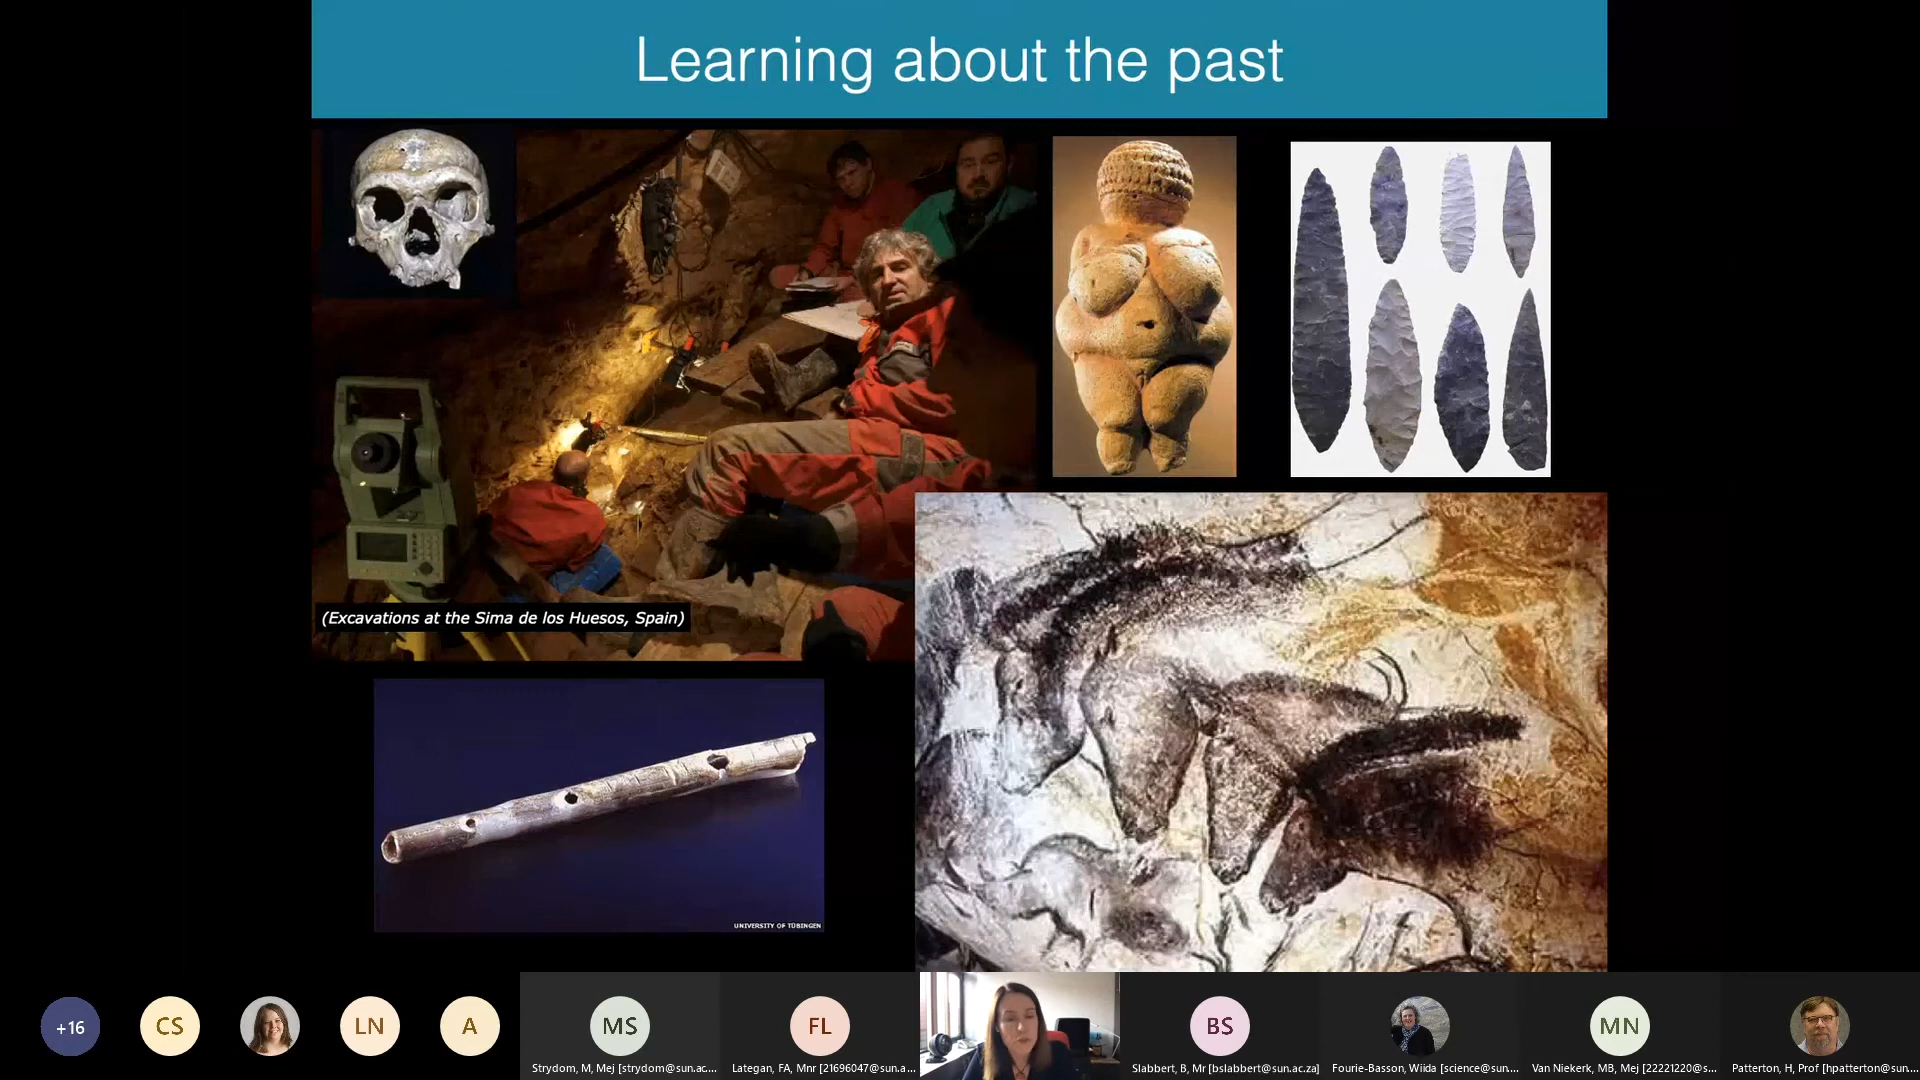 Learning about the past
(Excavations at the Sima de los Huesos, Spain)
UNIVERSITY OF TÜBINGEN
+16
CS
LN
A
MS
FL
BS
MN
Strydom, M, Mej [strydom@sun.ac....
Lategan, FA, Mnr [21696047@sun.a...
Slabbert, B, Mr [bslabbert@sun.ac.za]
Fourie-Basson, Wiida [science@sun....
Van Niekerk, MB, Mej [22221220@s...
Patterton, H, Prof [hpatterton@sun....